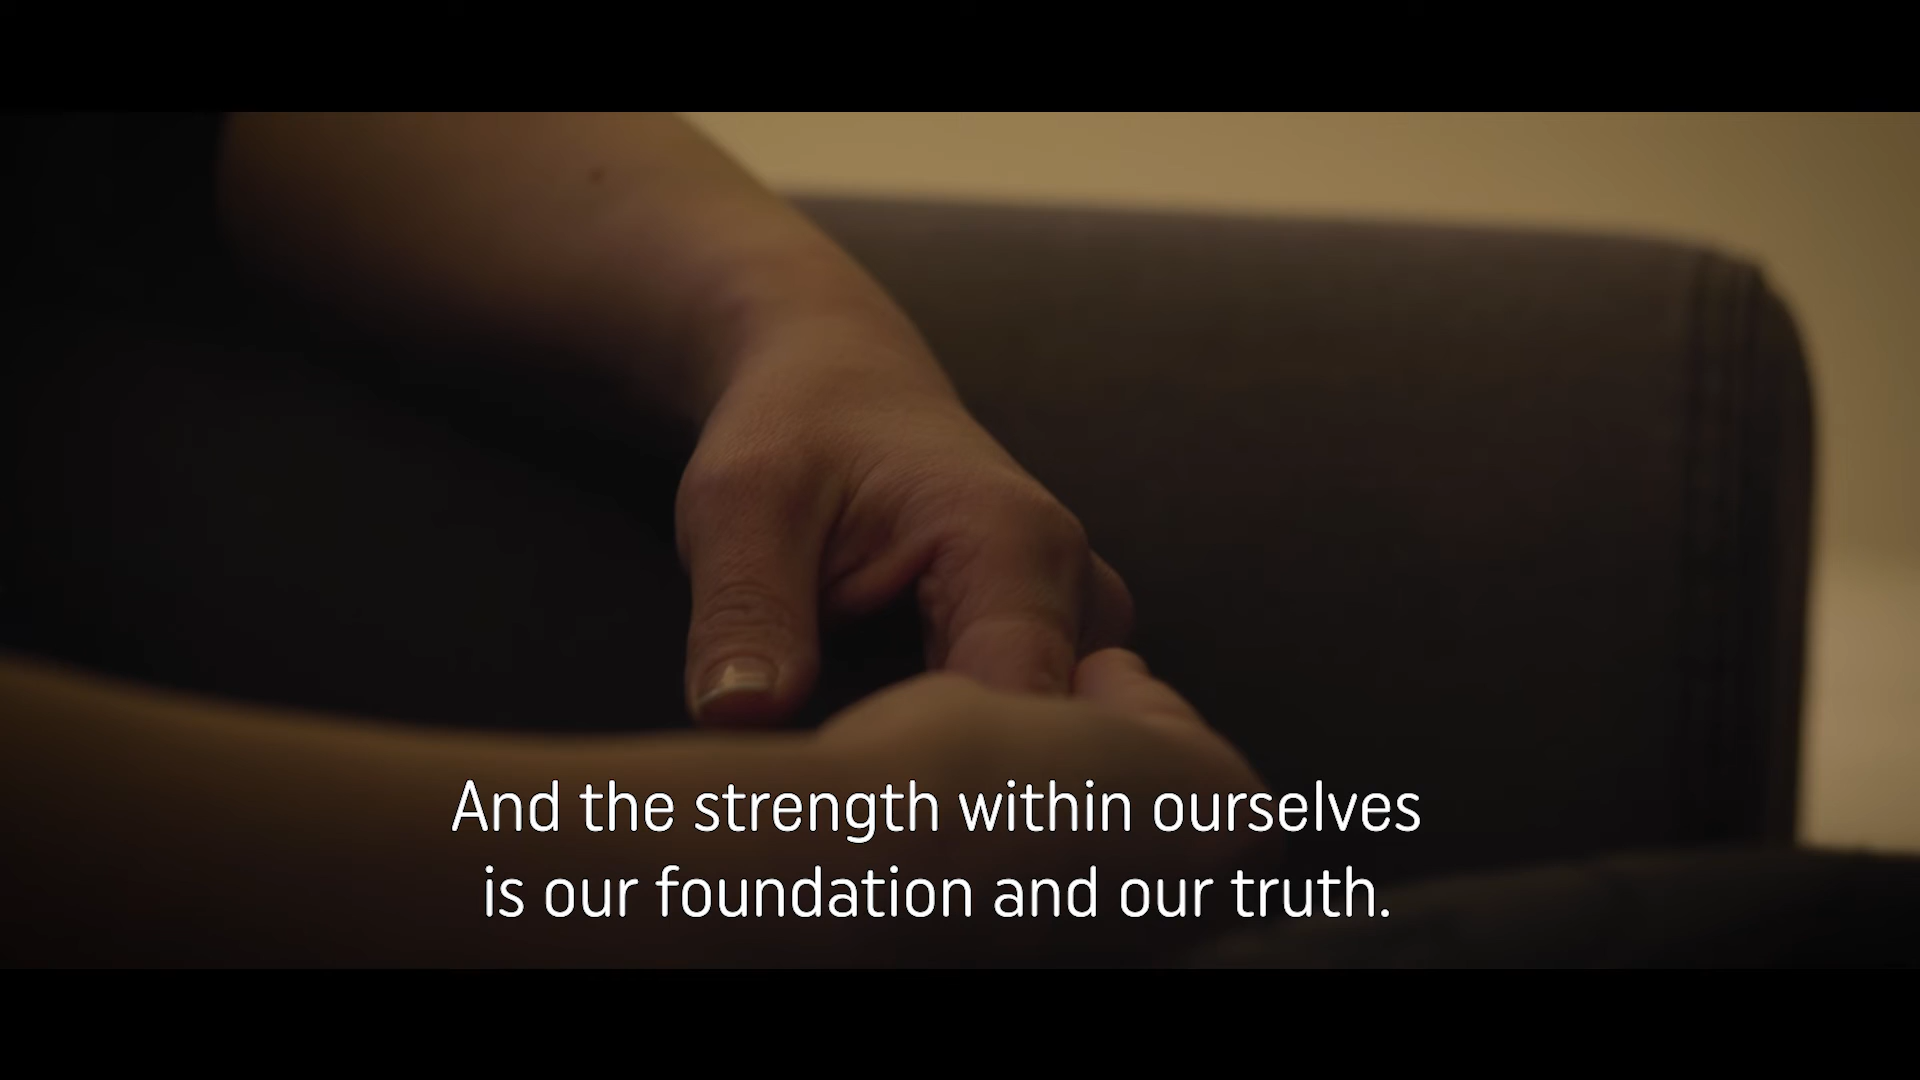 And the strength within ourselves
is our foundation and our truth.